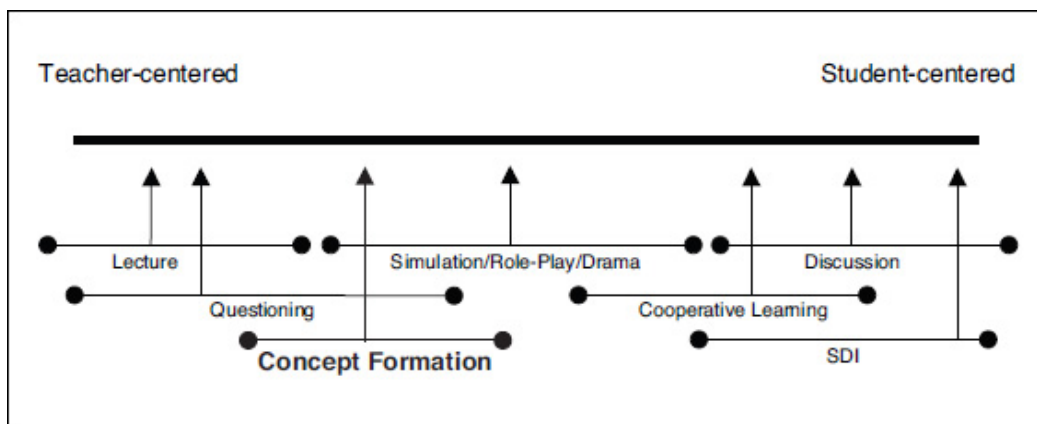 Teacher-centered
Student-centered
Lecture
Simulation/Role-Play/Drama
Discussion
Questioning
Cooperative Learning
Concept Formation
SDI